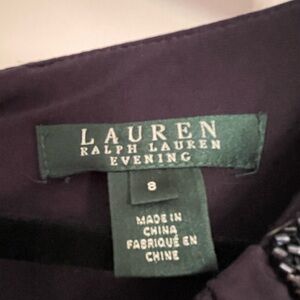 LAUREN
RALPH LAUREN
EVENING
8
MADE IN
CHINA
FABRIQUÉ EN
CHINE